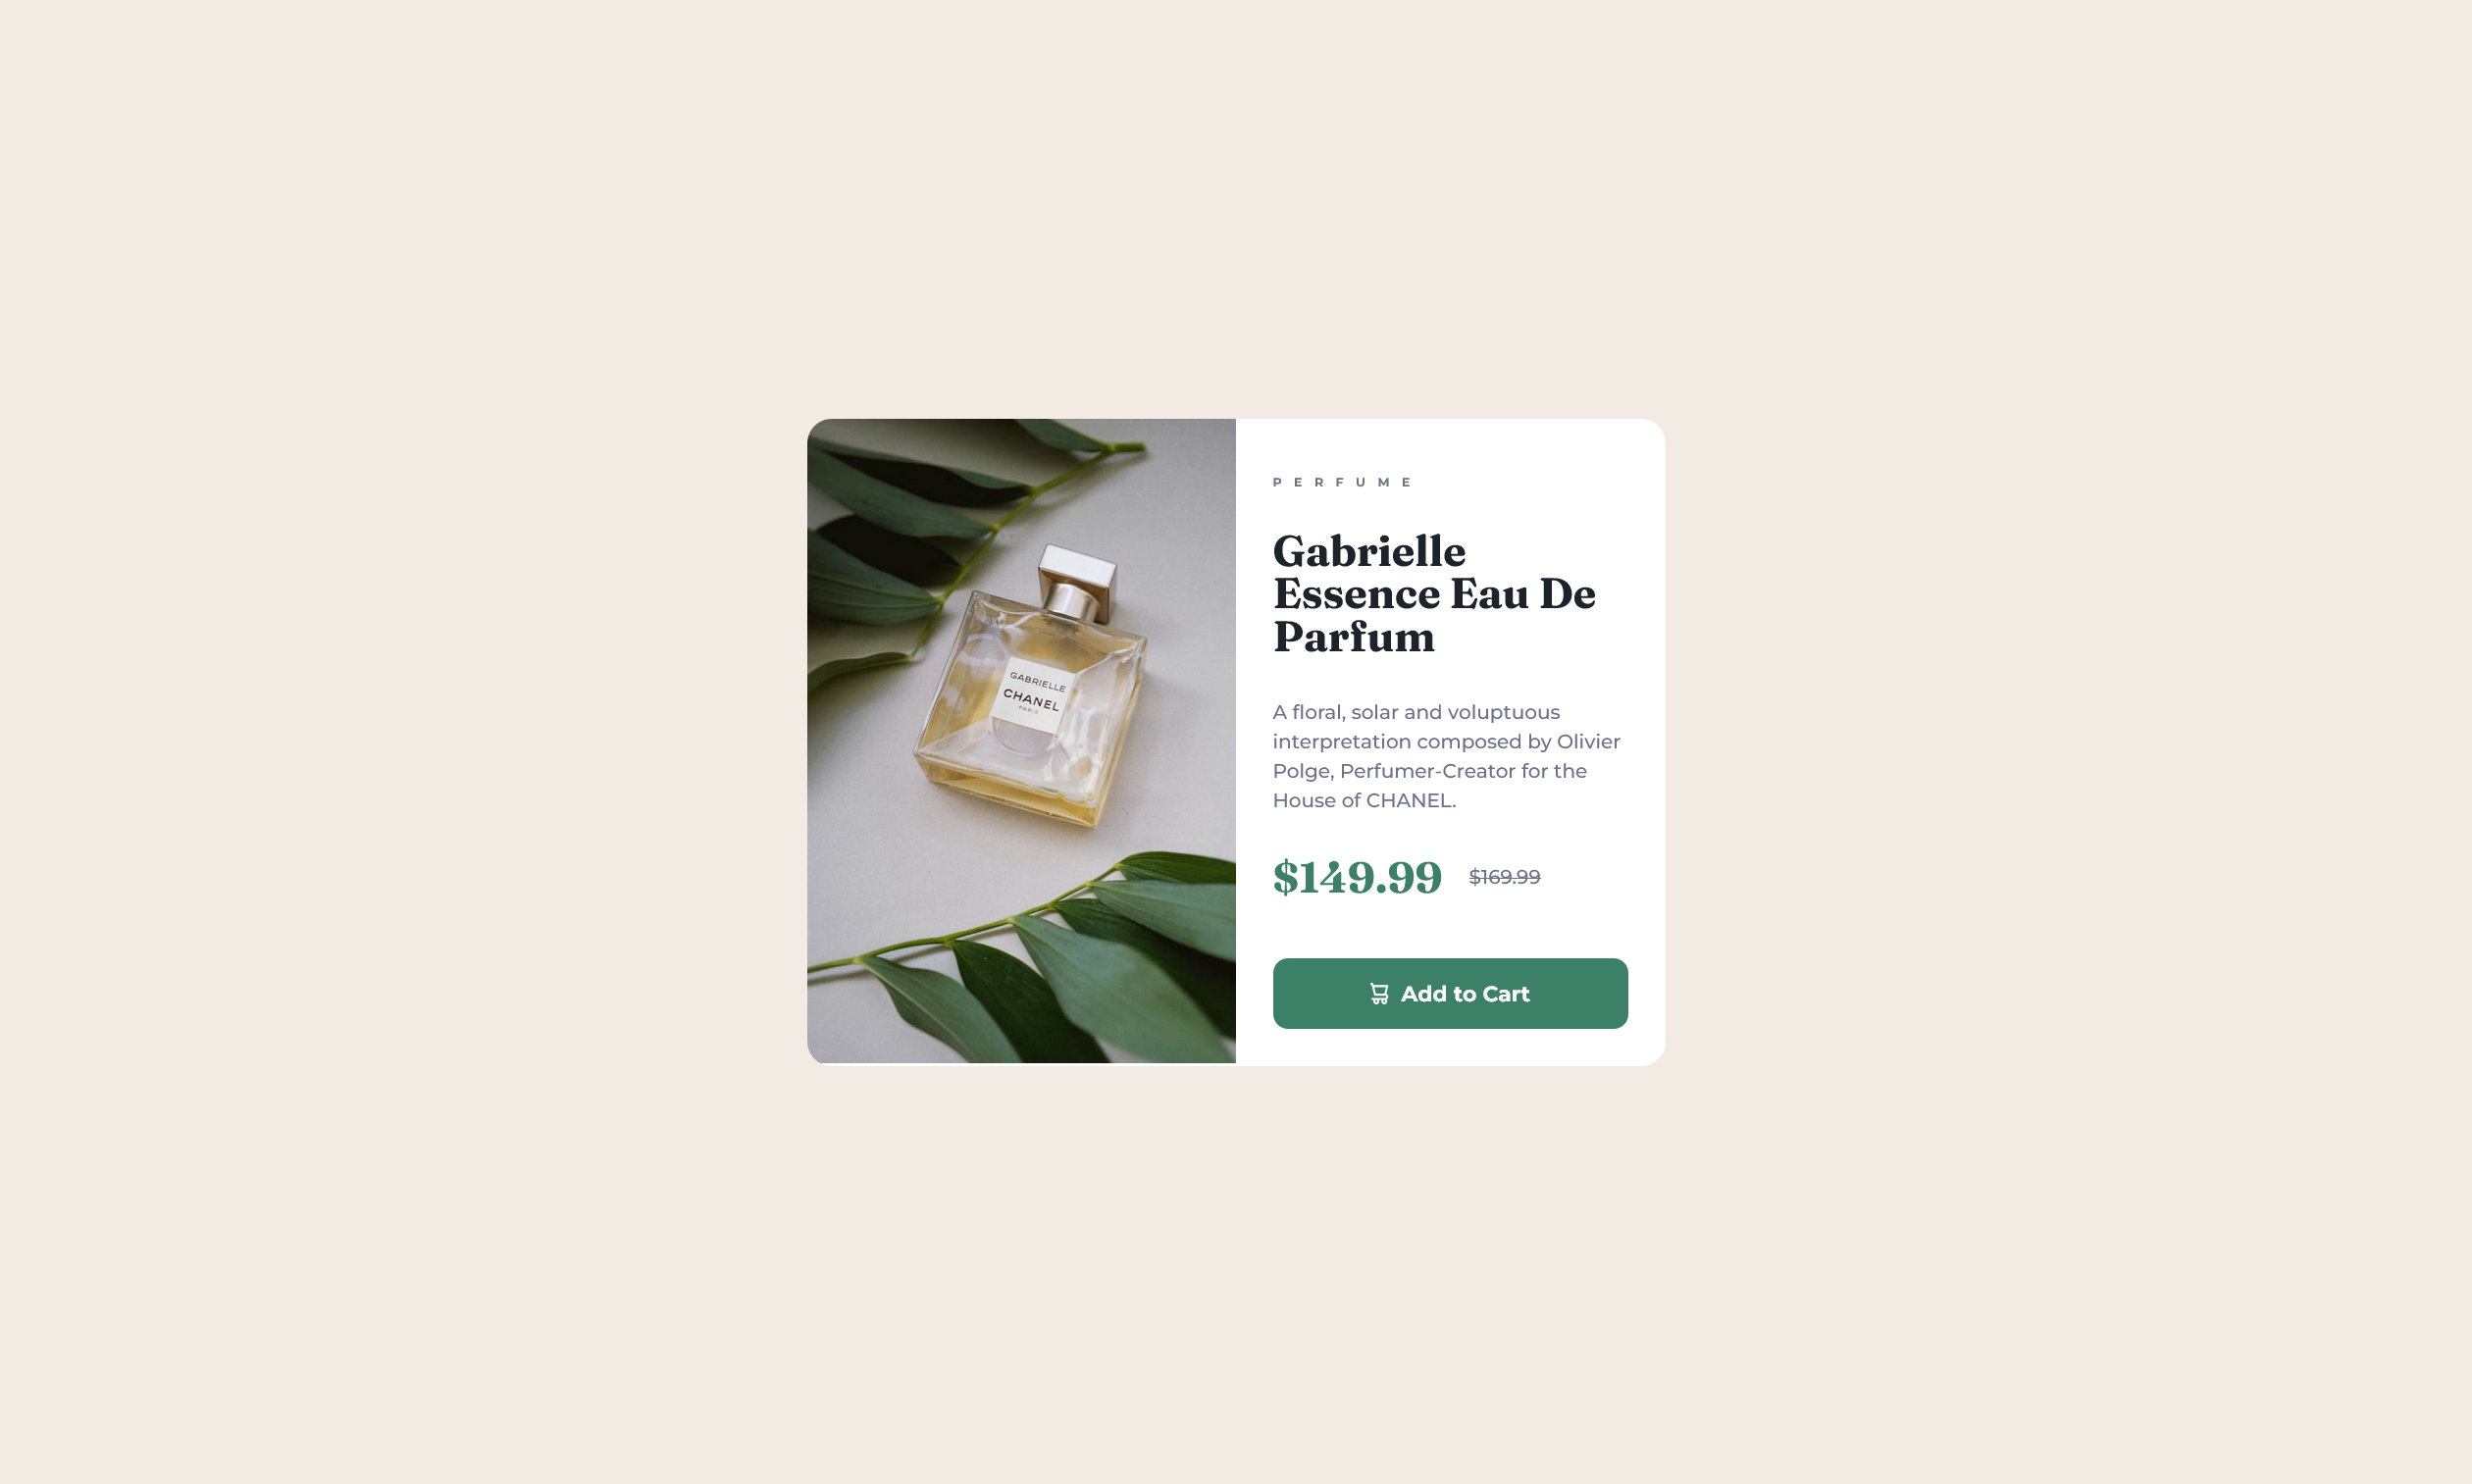 GABRIELLE
CHANEL
PARIS
PERFUME
Gabrielle
Essence Eau De
Parfum
A floral, solar and voluptuous
interpretation composed by Olivier
Polge, Perfumer-Creator for the
House of CHANEL.
$149.99 $169.99
Add to Cart